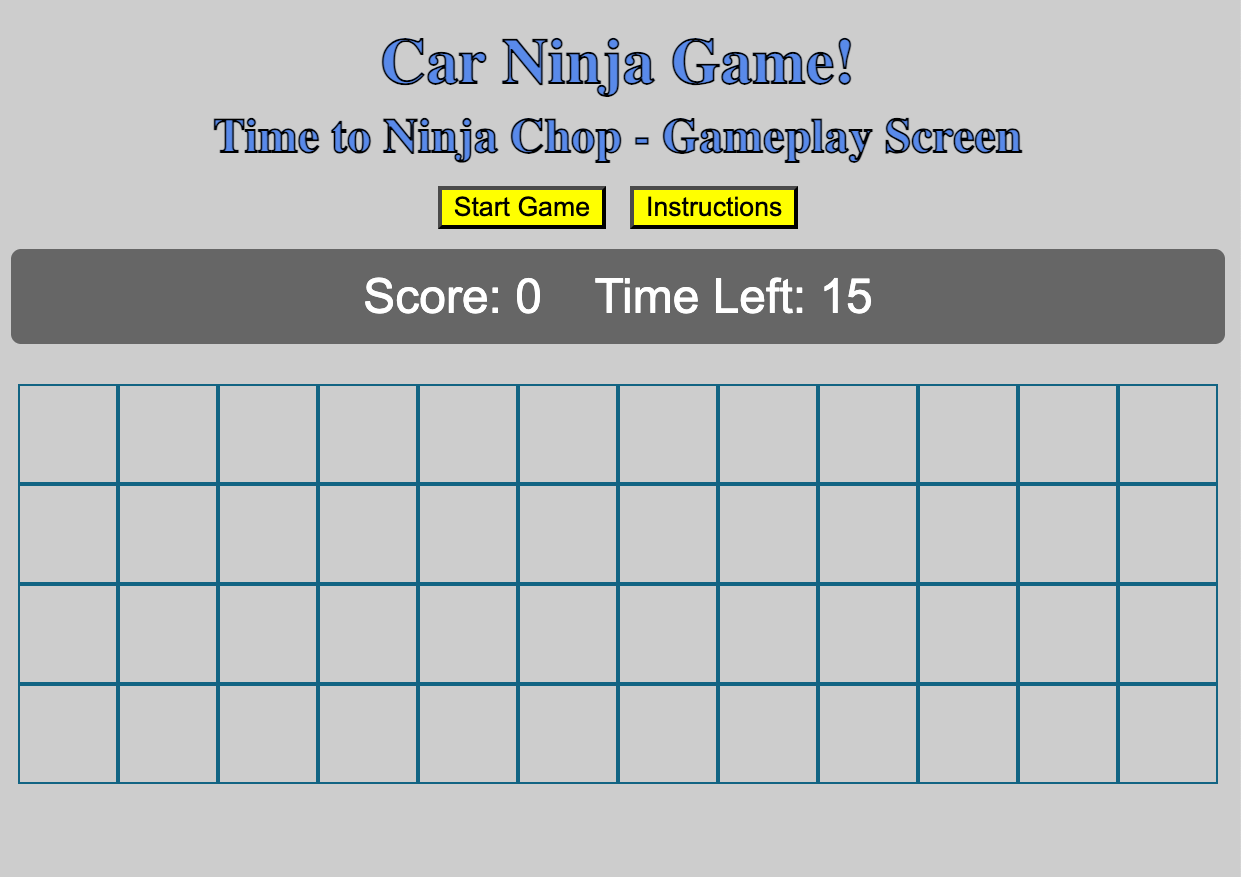 Car Ninja Game!
Time to Ninja Chop - Gameplay Screen
Start Game Instructions
Score: 0 Time Left: 15